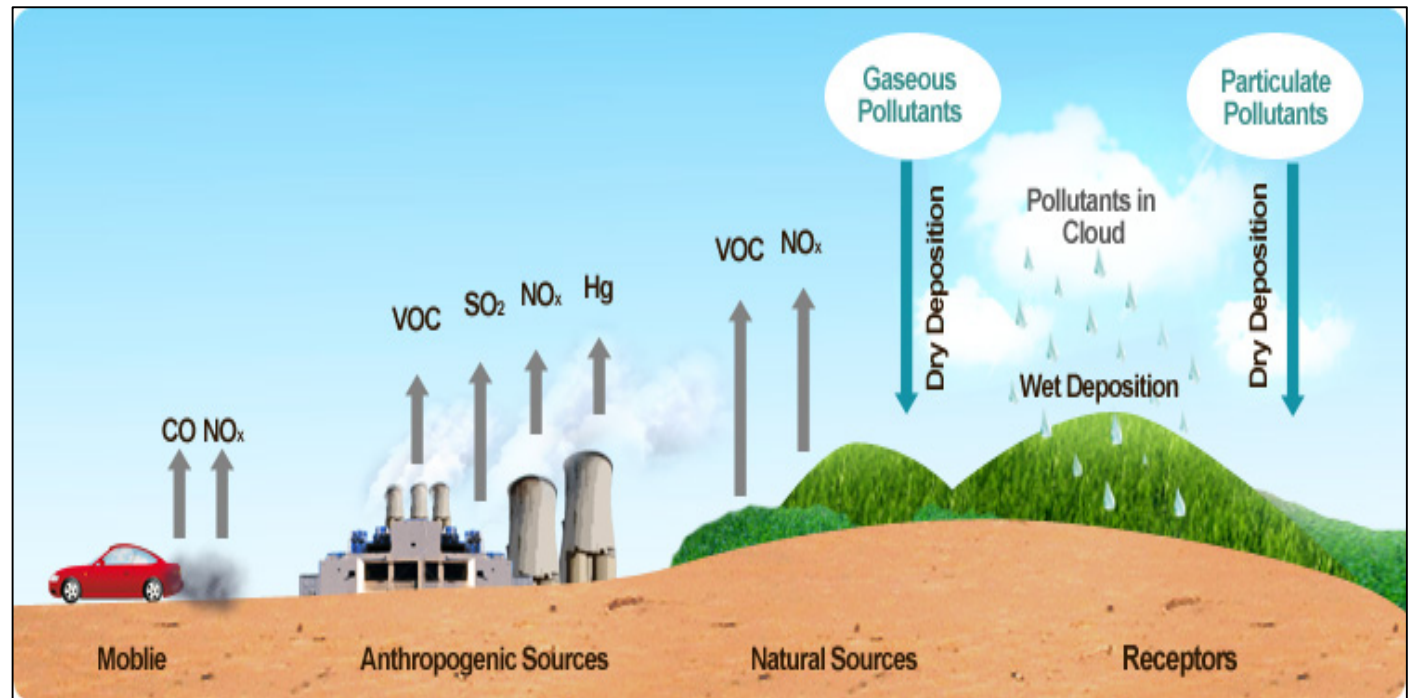 Gaseous
Pollutants
Particulate
Pollutants
Pollutants in
Cloud
Dry Deposition
Dry Deposition
Wet Deposition
VOC
NOₓ
VOC
SO₂
NOₓ
Hg
CO
NOₓ
Moblie
Anthropogenic Sources
Natural Sources
Receptors